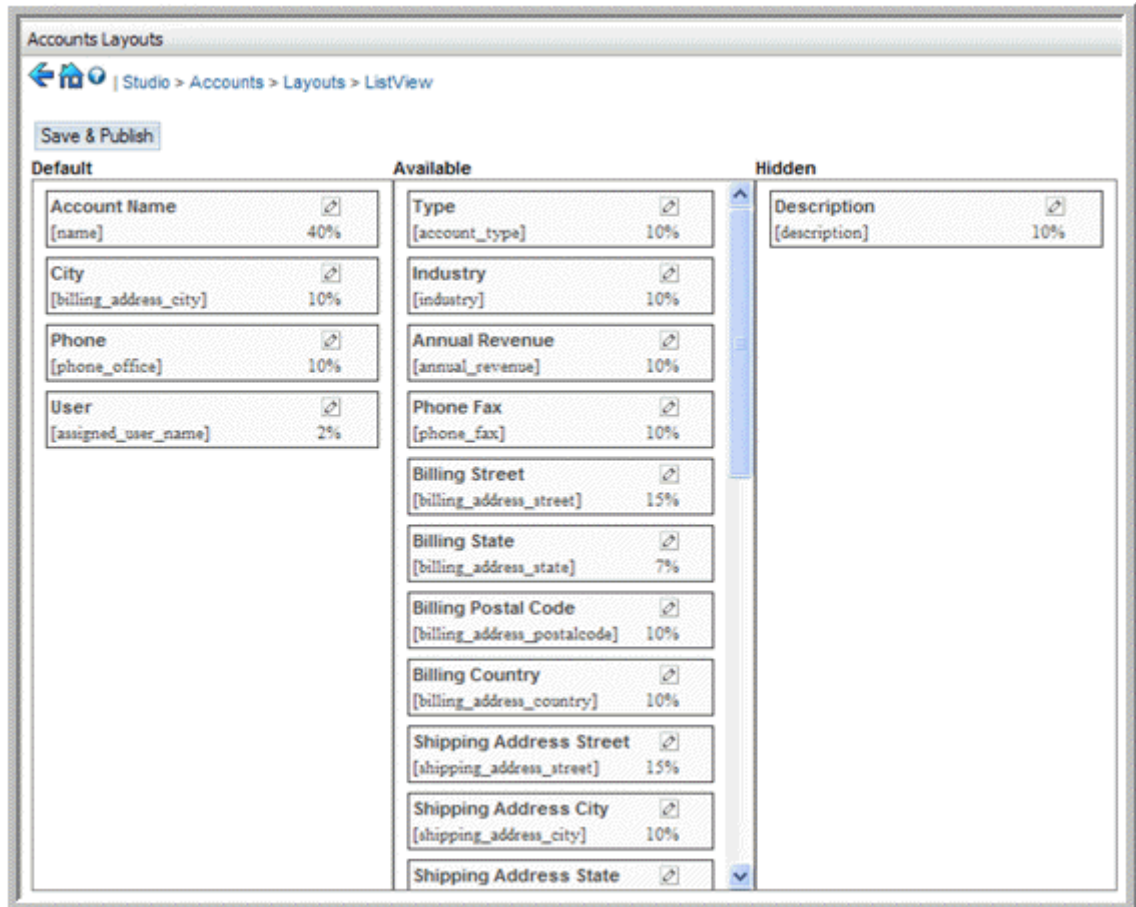 Accounts Layouts
| Studio > Accounts > Layouts > ListView
Save & Publish
Default
Account Name
[name] 40%
City
[billing_address_city] 10%
Phone
[phone_office] 10%
User
[assigned_user_name] 2%
Available
Type
[account_type] 10%
Industry
[industry] 10%
Annual Revenue
[annual_revenue] 10%
Phone Fax
[phone_fax] 10%
Billing Street
[billing_address_street] 15%
Billing State
[billing_address_state] 7%
Billing Postal Code
[billing_address_postalcode] 10%
Billing Country
[billing_address_country] 10%
Shipping Address Street
[shipping_address_street] 15%
Shipping Address City
[shipping_address_city] 10%
Shipping Address State
Hidden
Description
[description] 10%